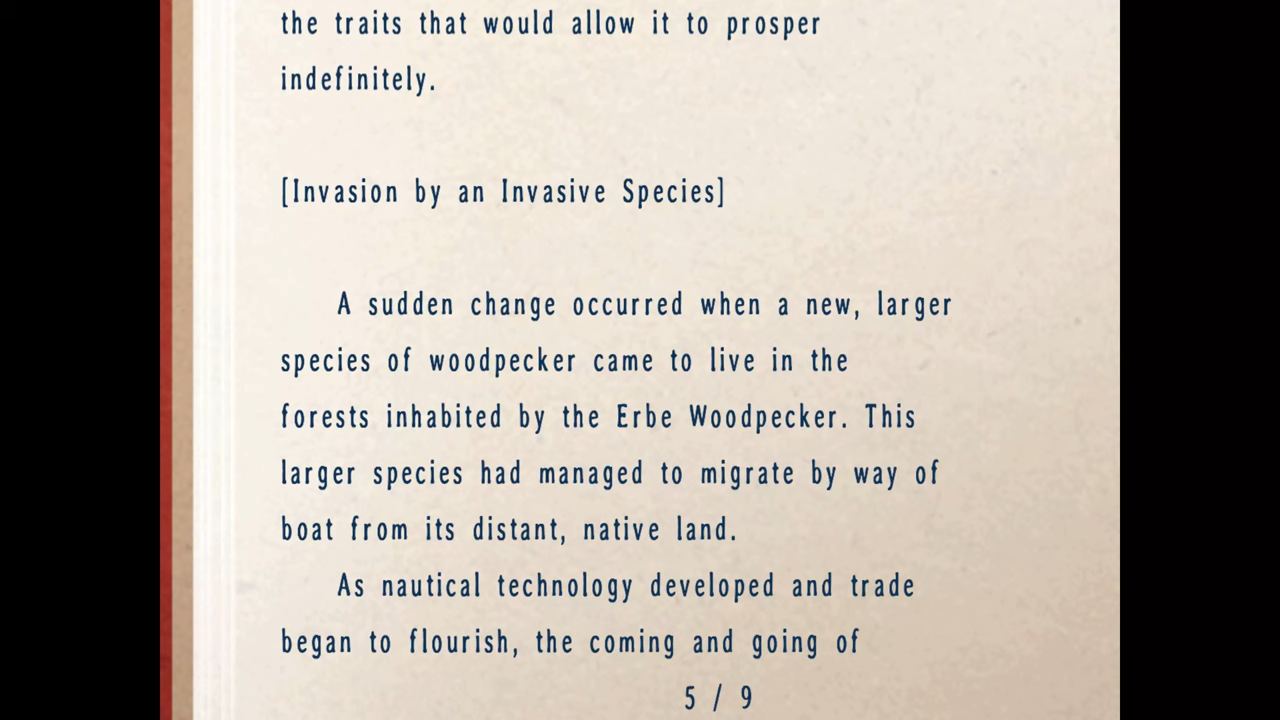 the traits that would allow it to prosper
indefinitely.
[Invasion by an Invasive Species]
A sudden change occurred when a new, larger
species of woodpecker came to live in the
forests inhabited by the Erbe Woodpecker. This
larger species had managed to migrate by way of
boat from its distant, native land.
As nautical technology developed and trade
began to flourish, the coming and going of
5 / 9